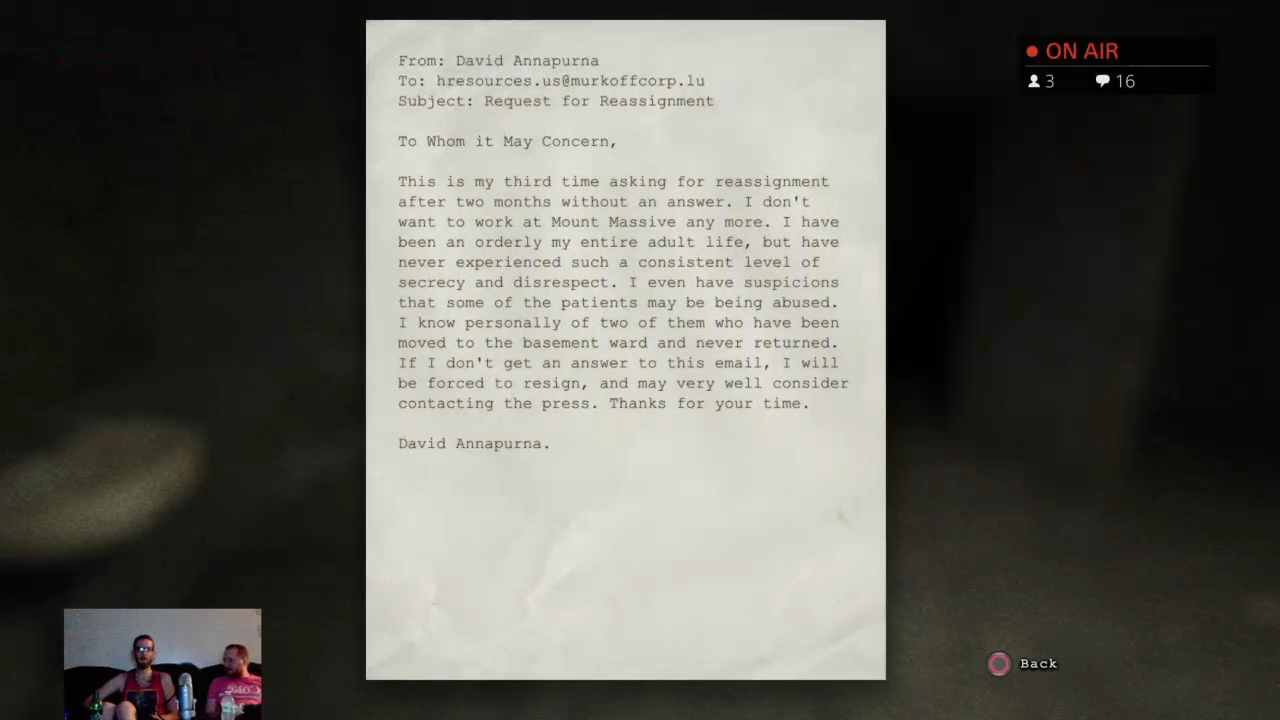 From: David Annapurna
To: hresources.us@murkoffcorp.lu
Subject: Request for Reassignment
To Whom it May Concern,
This is my third time asking for reassignment
after two months without an answer. I don't
want to work at Mount Massive any more. I have
been an orderly my entire adult life, but have
never experienced such a consistent level of
secrecy and disrespect. I even have suspicions
that some of the patients may be being abused.
I know personally of two of them who have been
moved to the basement ward and never returned.
If I don't get an answer to this email, I will
be forced to resign, and may very well consider
contacting the press. Thanks for your time.
David Annapurna.
ON AIR
3 16
Back